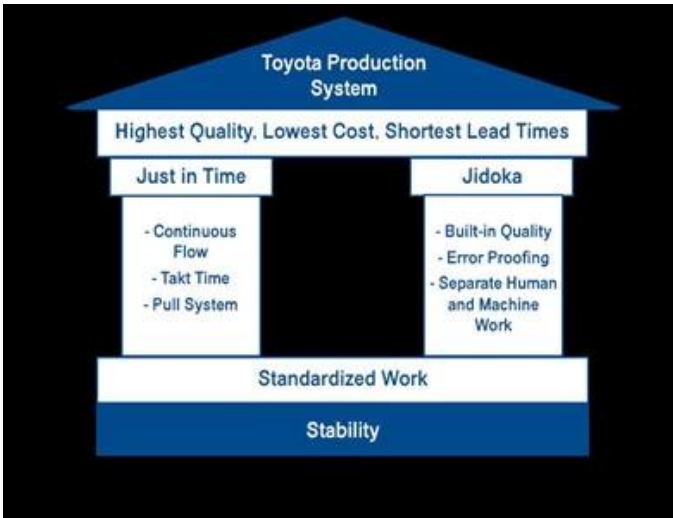 Toyota Production
System
Highest Quality, Lowest Cost, Shortest Lead Times
Just in Time
- Continuous
Flow
- Takt Time
- Pull System
Jidoka
- Built-in Quality
- Error Proofing
- Separate Human
and Machine
Work
Standardized Work
Stability